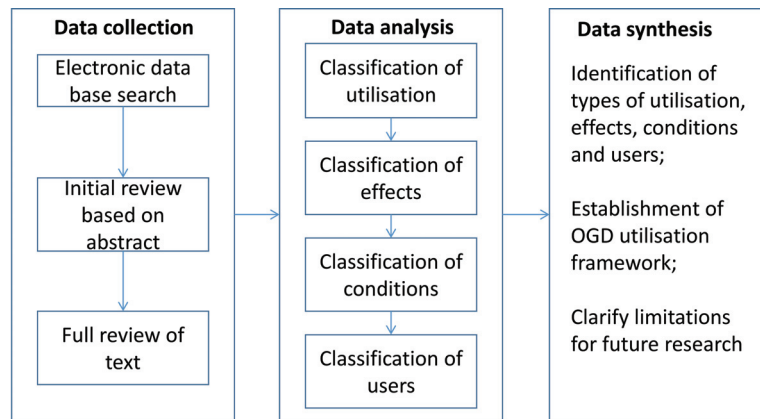 Data collection
Electronic data
base search
Initial review
based on
abstract
Full review of
text
Data analysis
Classification of
utilisation
Classification of
effects
Classification of
conditions
Classification of
users
Data synthesis
Identification of
types of utilisation,
effects, conditions
and users;
Establishment of
OGD utilisation
framework;
Clarify limitations
for future research